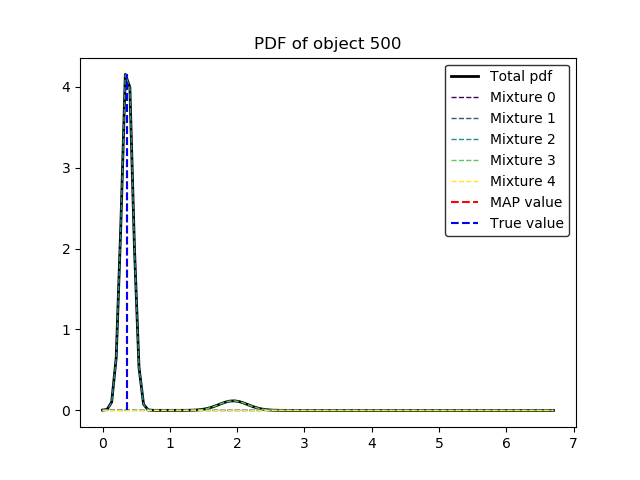 PDF of object 500
4
3
2
1
0
0 1 2 3 4 5 6 7
Total pdf
Mixture 0
Mixture 1
Mixture 2
Mixture 3
Mixture 4
MAP value
True value